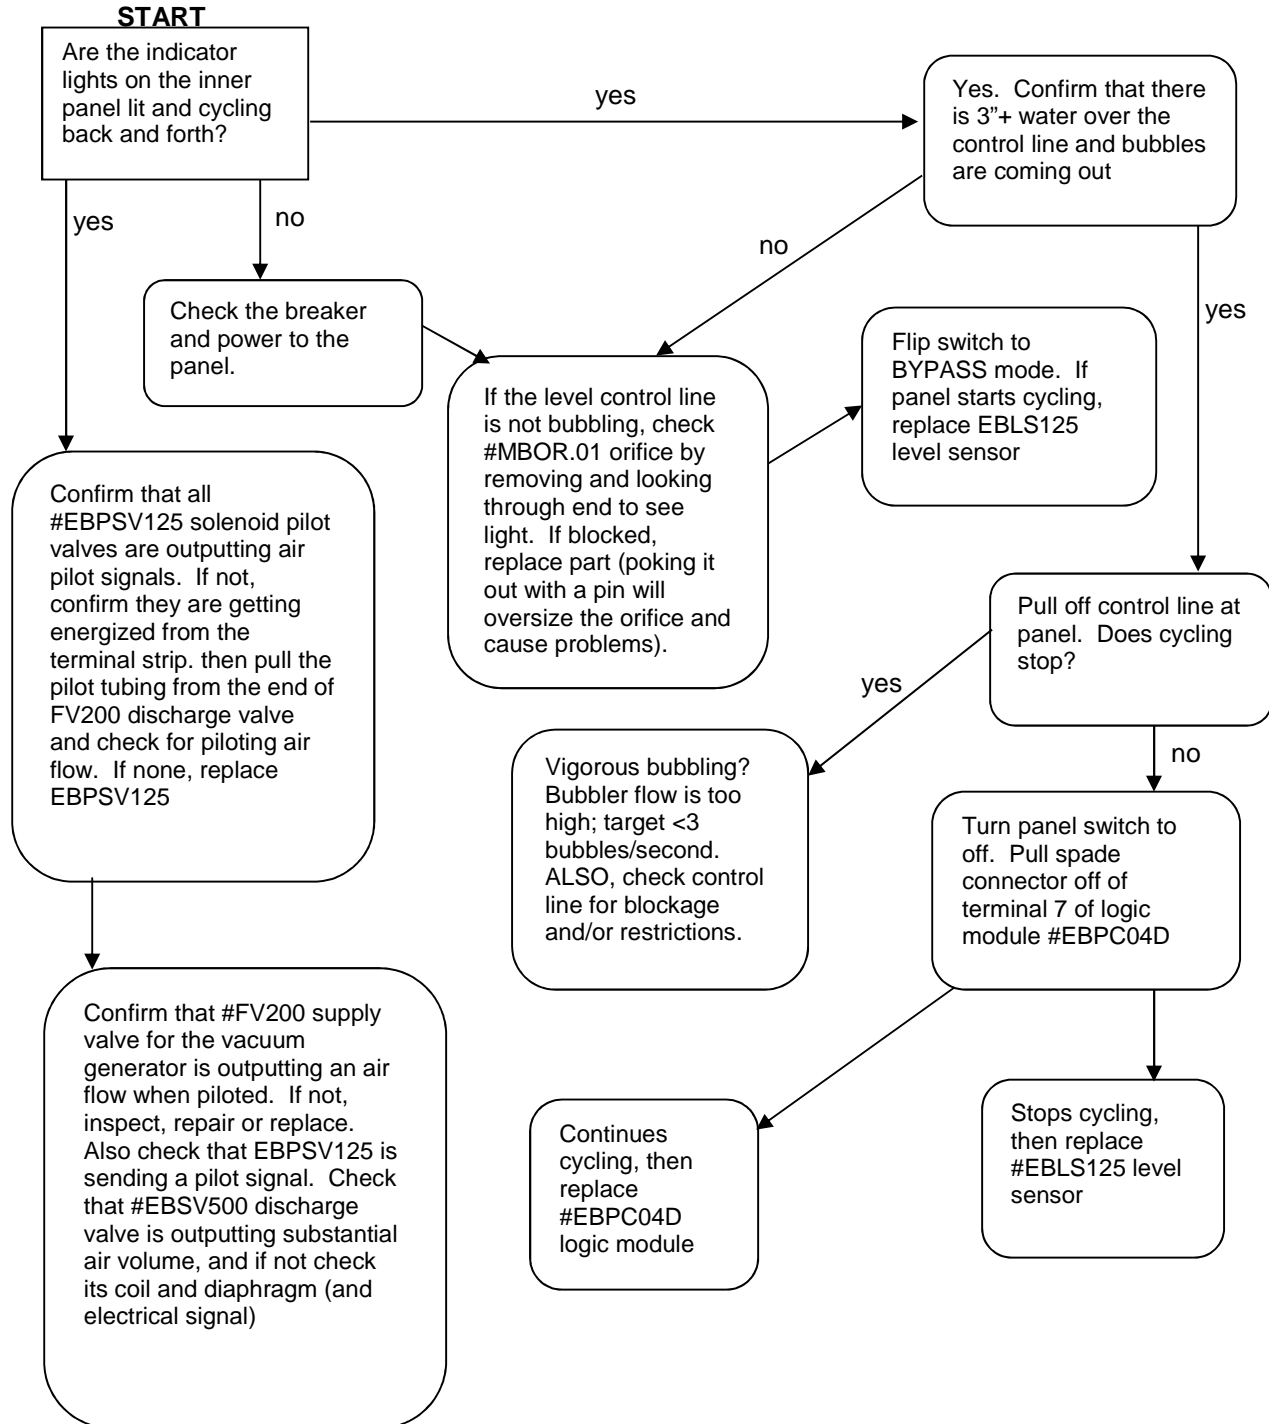 START
Are the indicator
lights on the inner
panel lit and cycling
back and forth?
yes
Yes.  Confirm that there
is 3”+ water over the
control line and bubbles
are coming out
yes
no
no
yes
Check the breaker
and power to the
panel.
If the level control line
is not bubbling, check
#MBOR.01 orifice by
removing and looking
through end to see
light.  If blocked,
replace part (poking it
out with a pin will
oversize the orifice and
cause problems).
Flip switch to
BYPASS mode.  If
panel starts cycling,
replace EBLS125
level sensor
Confirm that all
#EBPSV125 solenoid pilot
valves are outputting air
pilot signals.  If not,
confirm they are getting
energized from the
terminal strip. then pull the
pilot tubing from the end of
FV200 discharge valve
and check for piloting air
flow.  If none, replace
EBPSV125
Pull off control line at
panel.  Does cycling
stop?
yes
no
Vigorous bubbling?
Bubbler flow is too
high; target <3
bubbles/second.
ALSO, check control
line for blockage
and/or restrictions.
Turn panel switch to
off.  Pull spade
connector off of
terminal 7 of logic
module #EBPC04D
Confirm that #FV200 supply
valve for the vacuum
generator is outputting an air
flow when piloted.  If not,
inspect, repair or replace.
Also check that EBPSV125 is
sending a pilot signal.  Check
that #EBSV500 discharge
valve is outputting substantial
air volume, and if not check
its coil and diaphragm (and
electrical signal)
Continues
cycling, then
replace
#EBPC04D
logic module
Stops cycling,
then replace
#EBLS125 level
sensor